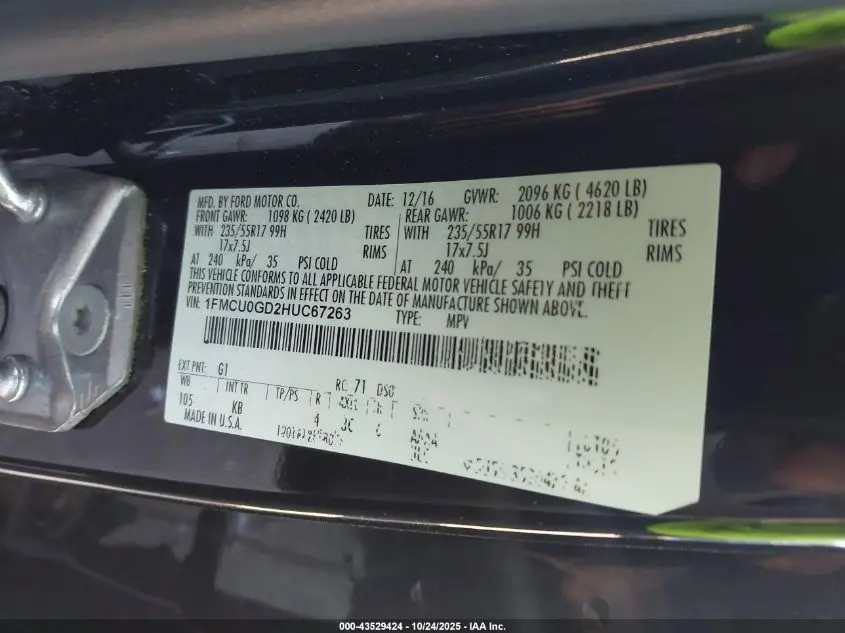 MFD. BY FORD MOTOR CO. DATE: 12/16 GVWR: 2096 KG ( 4620 LB)
FRONT GAWR: 1098 KG ( 2420 LB) REAR GAWR: 1006 KG ( 2218 LB)
WITH 235/55R17 99H TIRES WITH 235/55R17 99H TIRES
17x7.5J RIMS 17x7.5J RIMS
AT 240 kPa/ 35 PSI COLD AT 240 kPa/ 35 PSI COLD
THIS VEHICLE CONFORMS TO ALL APPLICABLE FEDERAL MOTOR VEHICLE SAFETY AND THEFT
PREVENTION STANDARDS IN EFFECT ON THE DATE OF MANUFACTURE SHOWN ABOVE.
VIN: 1FMCU0GD2HUC67263 TYPE: MPV
EXT PNT: G1 RC: 71 DSO:
WB INT TR TP/PS R AXLE TR
105 KB 4 3C 6
MADE IN U.S.A.
000-43529424 - 10/24/2025 - IAA Inc.